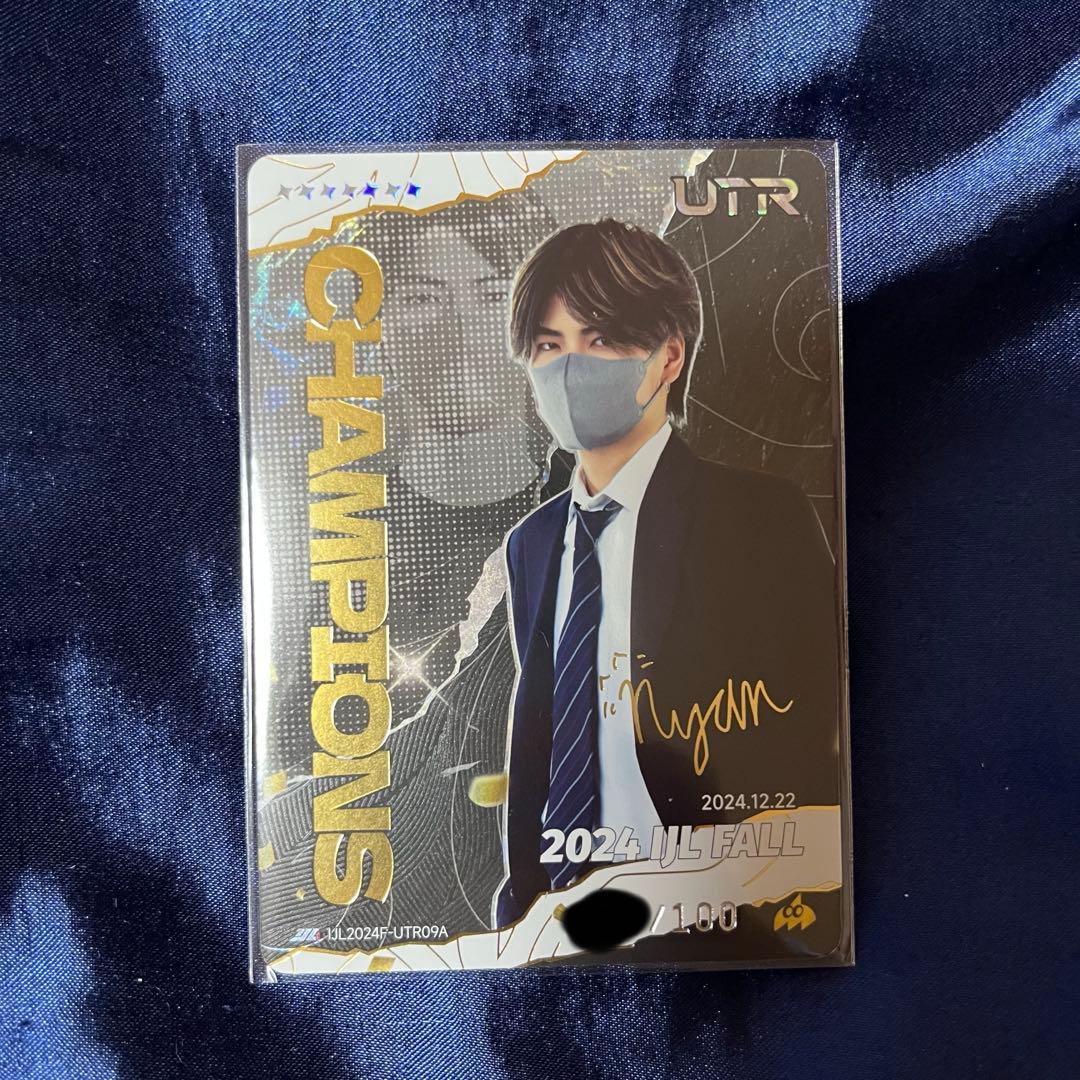 UTR
CHAMPIONS
nyan
2024.12.22
2024 IJL FALL
/100
IJL2024F-UTR09A